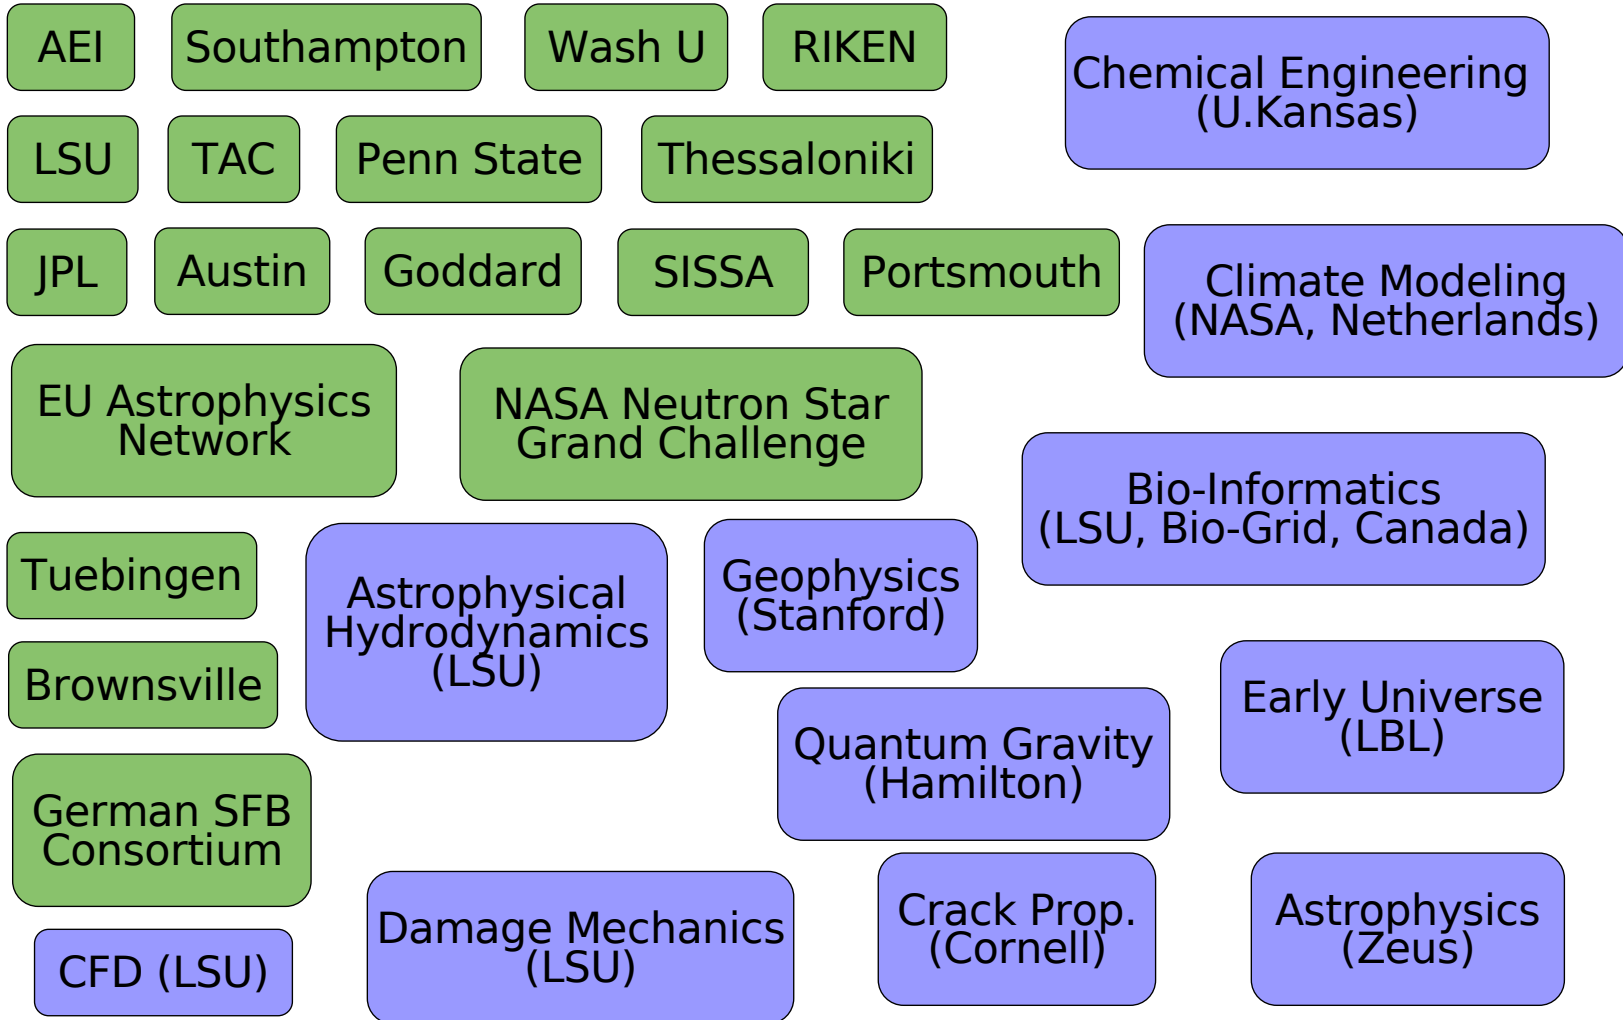 AEI
Southampton
Wash U
RIKEN
Chemical Engineering
(U.Kansas)
LSU
TAC
Penn State
Thessaloniki
JPL
Austin
Goddard
SISSA
Portsmouth
Climate Modeling
(NASA, Netherlands)
EU Astrophysics
Network
NASA Neutron Star
Grand Challenge
Bio-Informatics
(LSU, Bio-Grid, Canada)
Tuebingen
Astrophysical
Hydrodynamics
(LSU)
Geophysics
(Stanford)
Brownsville
Quantum Gravity
(Hamilton)
Early Universe
(LBL)
German SFB
Consortium
Damage Mechanics
(LSU)
Crack Prop.
(Cornell)
Astrophysics
(Zeus)
CFD (LSU)